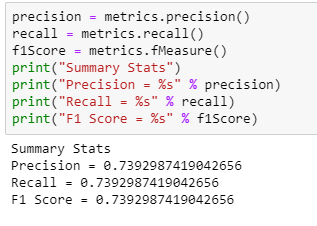 precision = metrics.precision()
recall = metrics.recall()
f1Score = metrics.fMeasure()
print("Summary Stats")
print("Precision = %s" % precision)
print("Recall = %s" % recall)
print("F1 Score = %s" % f1Score)
Summary Stats
Precision = 0.7392987419042656
Recall = 0.7392987419042656
F1 Score = 0.7392987419042656